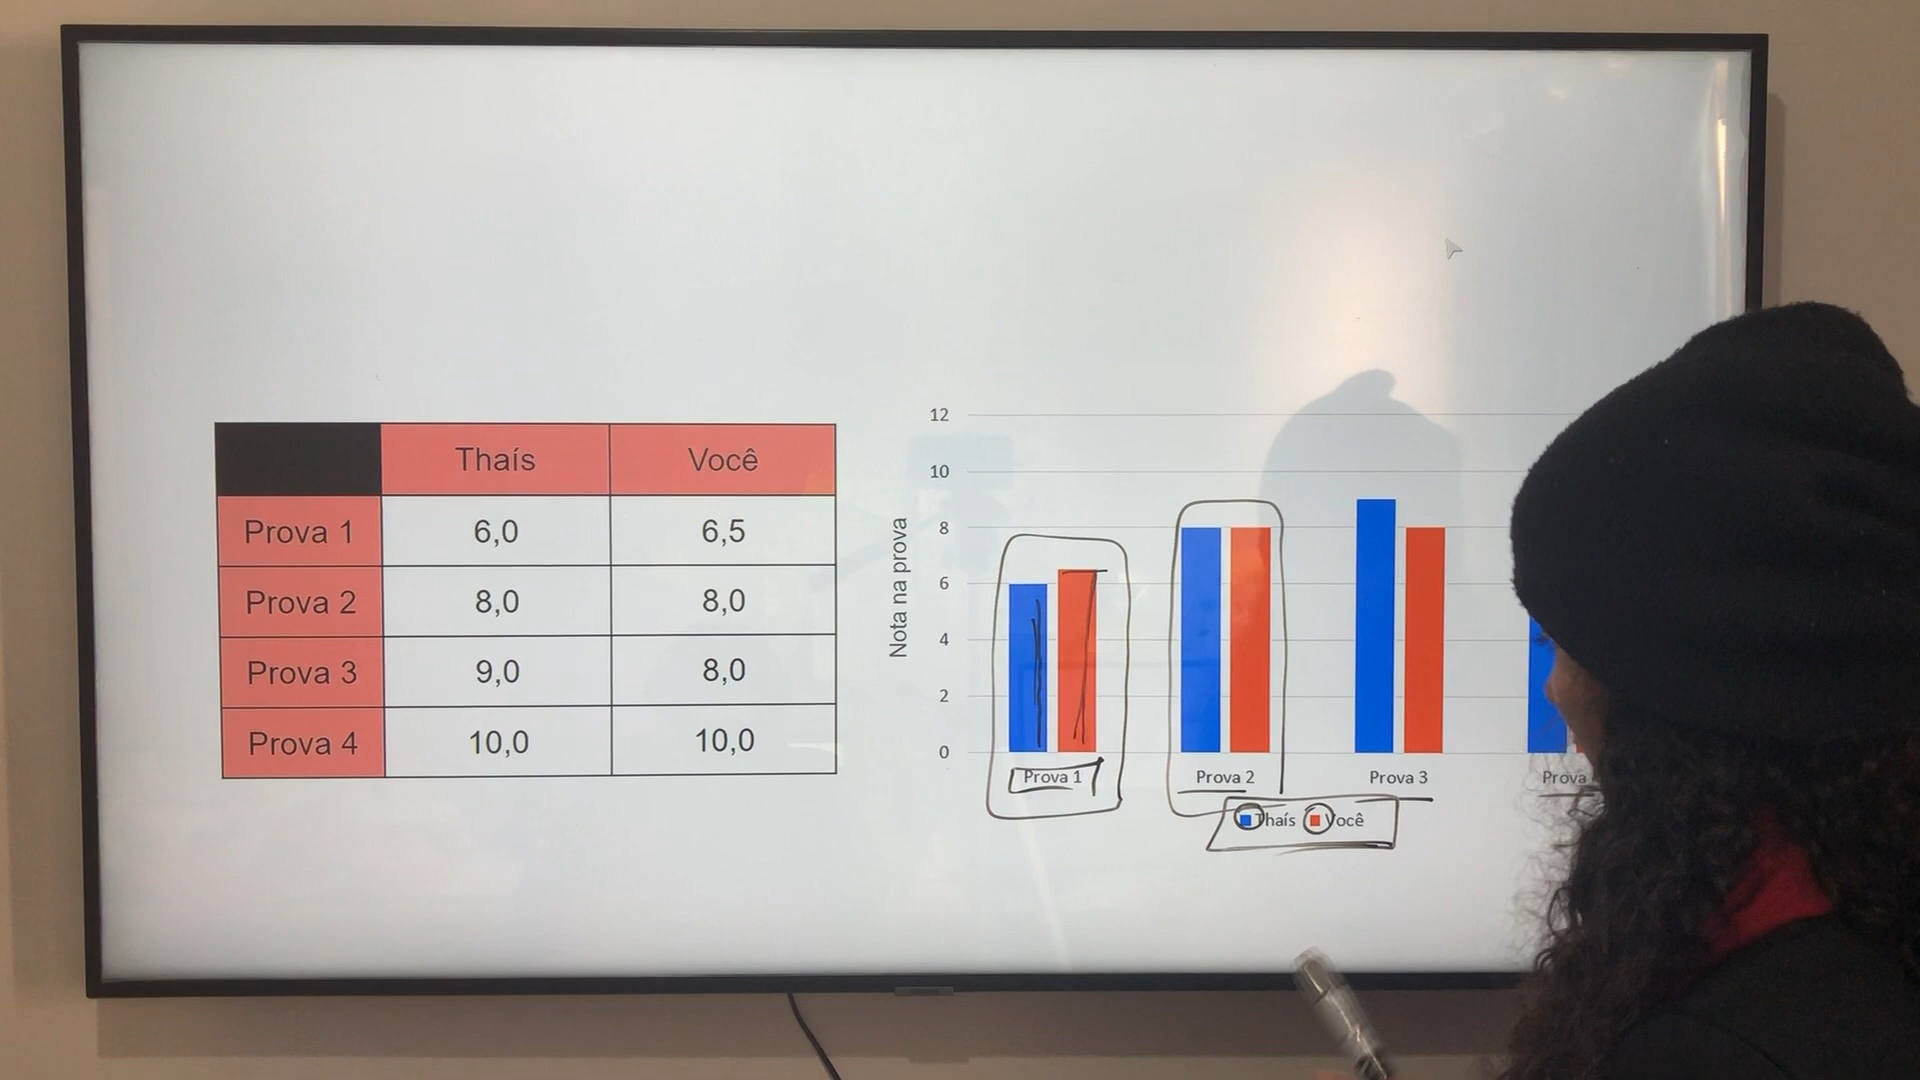 Thaís Você
Prova 1 6,0 6,5
Prova 2 8,0 8,0
Prova 3 9,0 8,0
Prova 4 10,0 10,0
Nota na prova
12
10
8
6
4
2
0
Prova 1 Prova 2 Prova 3 Prova
Thaís Você